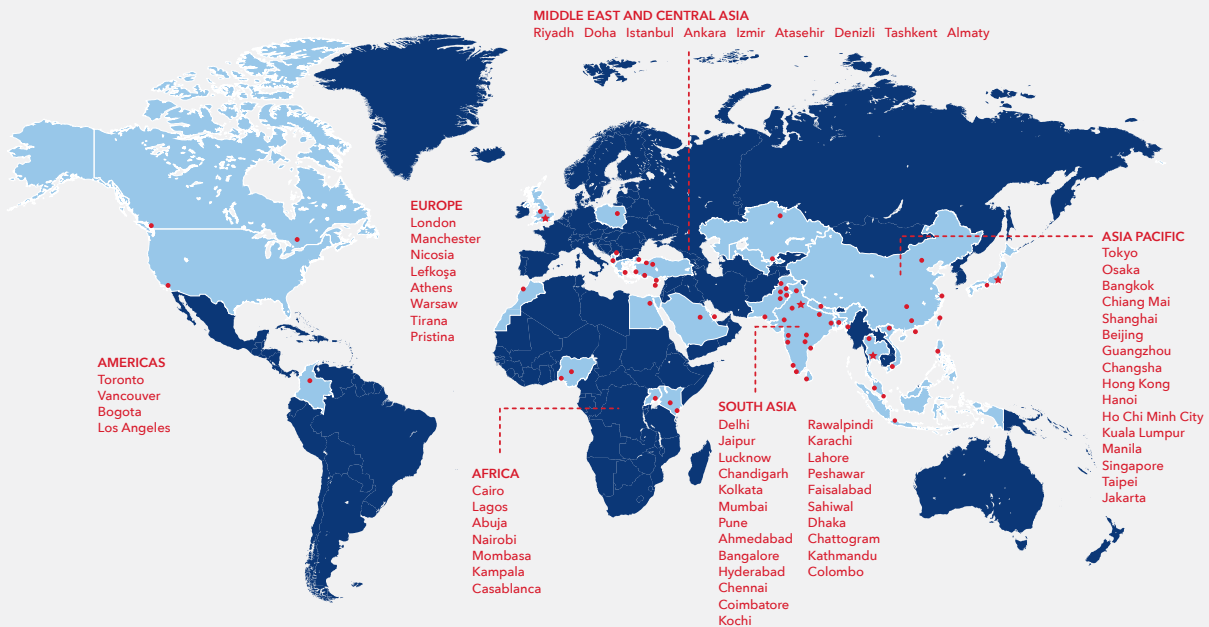 MIDDLE EAST AND CENTRAL ASIA
Riyadh Doha Istanbul Ankara Izmir Atasehir Denizli Tashkent Almaty
EUROPE
London
Manchester
Nicosia
Lefkoşa
Athens
Warsaw
Tirana
Pristina
ASIA PACIFIC
Tokyo
Osaka
Bangkok
Chiang Mai
Shanghai
Beijing
Guangzhou
Changsha
Hong Kong
Hanoi
Ho Chi Minh City
Kuala Lumpur
Manila
Singapore
Taipei
Jakarta
AMERICAS
Toronto
Vancouver
Bogota
Los Angeles
AFRICA
Cairo
Lagos
Abuja
Nairobi
Mombasa
Kampala
Casablanca
SOUTH ASIA
Delhi
Jaipur
Lucknow
Chandigarh
Kolkata
Mumbai
Pune
Ahmedabad
Bangalore
Hyderabad
Chennai
Coimbatore
Kochi
Rawalpindi
Karachi
Lahore
Peshawar
Faisalabad
Sahiwal
Dhaka
Chattogram
Kathmandu
Colombo